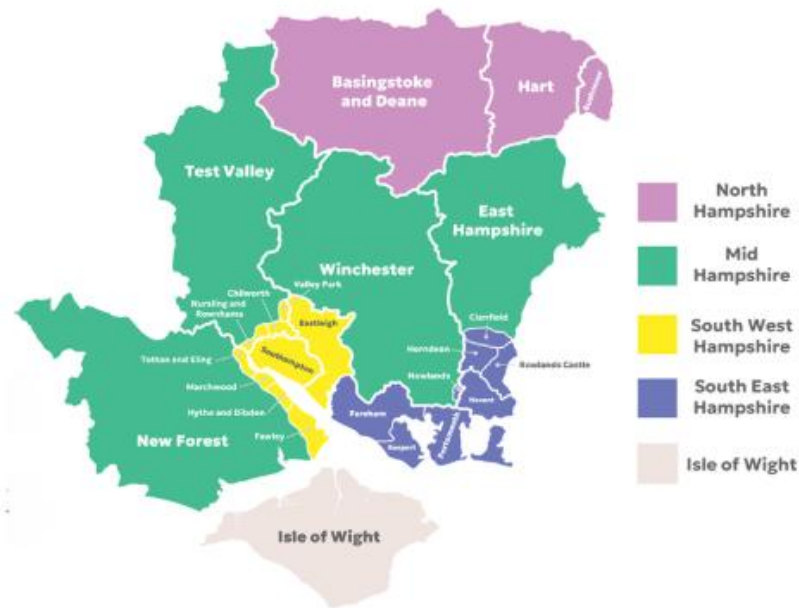 Basingstoke
and Deane
Hart
Rushmoor
Test Valley
East
Hampshire
Winchester
Valley Park
Chilworth
Nursling and
Rownhams
Eastleigh
Southampton
Totton and Eling
Marchwood
Hythe and Dibden
Fawley
New Forest
Clanfield
Horndean
Rowlands Castle
Newlands
Havant
Fareham
Gosport
Portsmouth
Isle of Wight
North
Hampshire
Mid
Hampshire
South West
Hampshire
South East
Hampshire
Isle of Wight